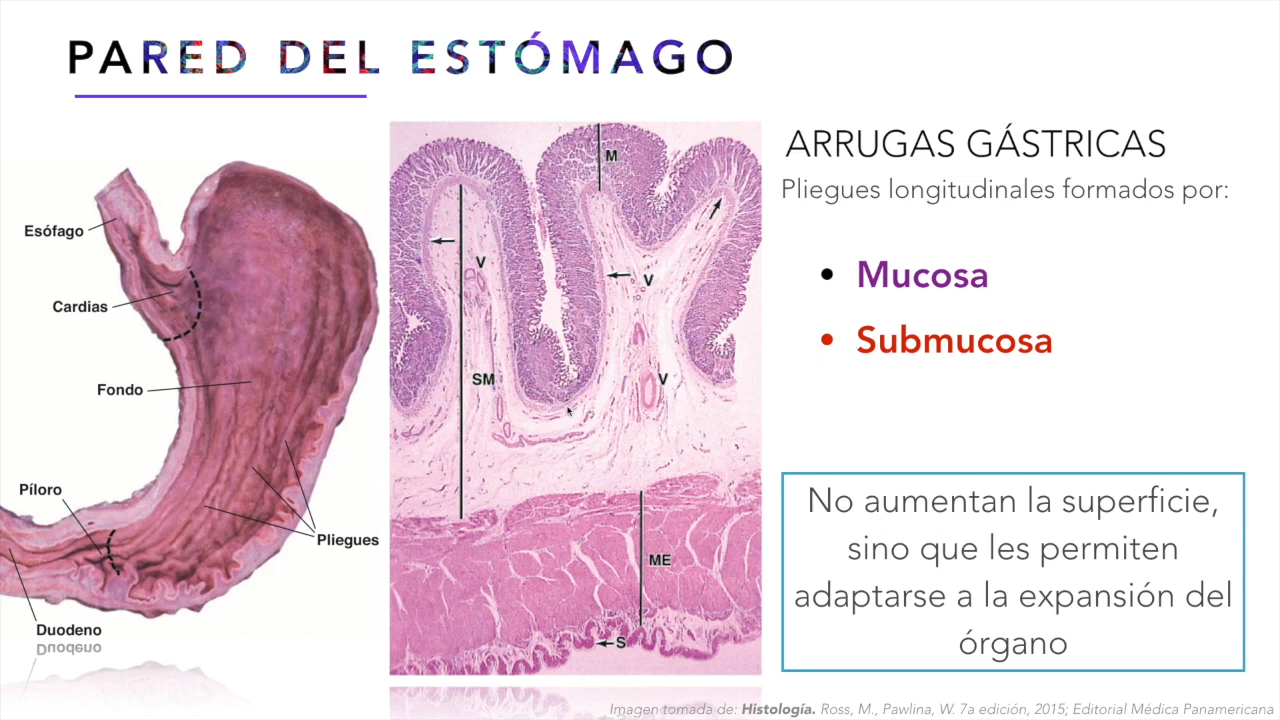 PARED DEL ESTÓMAGO
Esófago
Cardias
Fondo
Píloro
Pliegues
Duodeno
Duodeno
M
V
V
SM
V
ME
S
ARRUGAS GÁSTRICAS
Pliegues longitudinales formados por:
• Mucosa
• Submucosa
No aumentan la superficie,
sino que les permiten
adaptarse a la expansión del
órgano
Imagen tomada de: Histología. Ross, M., Pawlina, W. 7a edición, 2015; Editorial Médica Panamericana